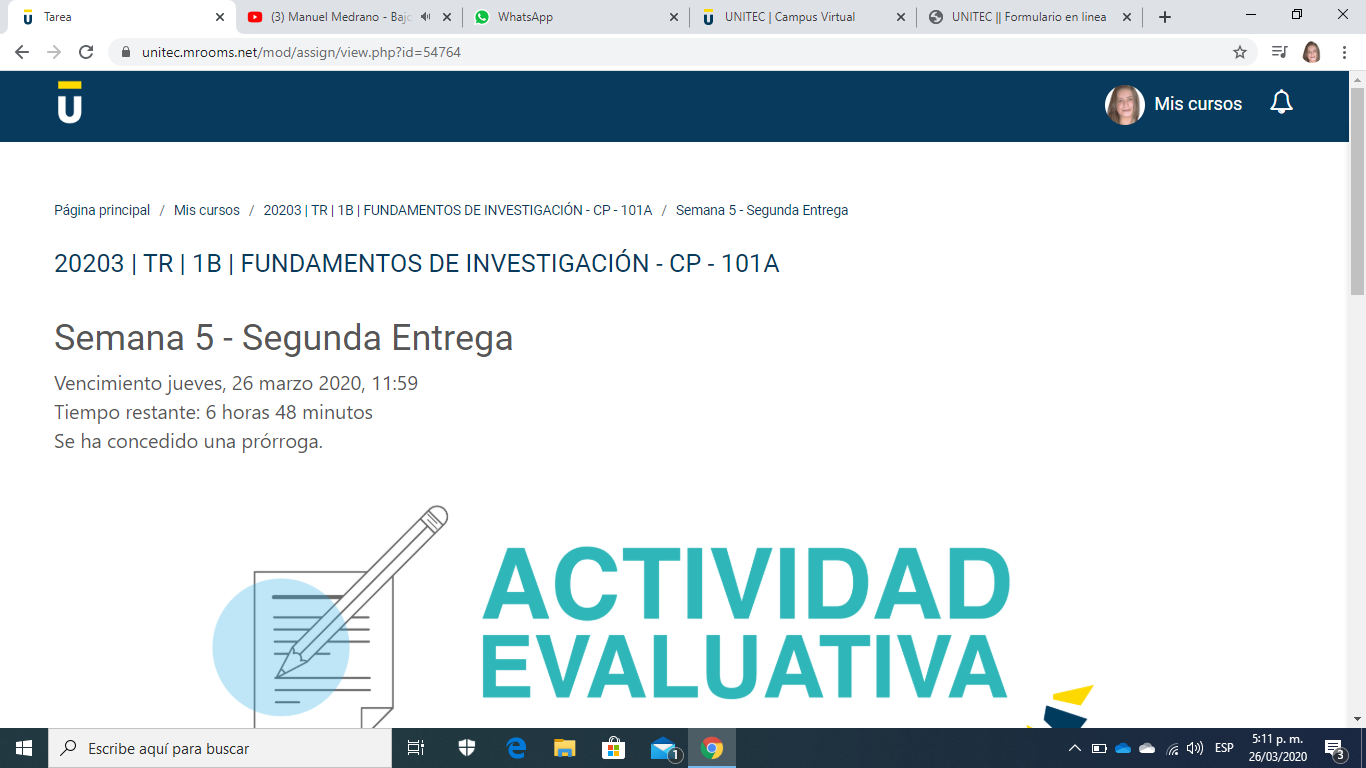 Tarea
(3) Manuel Medrano - Bajo
WhatsApp
UNITEC | Campus Virtual
UNITEC || Formulario en linea
unitec.mrooms.net/mod/assign/view.php?id=54764
U
Mis cursos
Página principal / Mis cursos / 20203 | TR | 1B | FUNDAMENTOS DE INVESTIGACIÓN - CP - 101A / Semana 5 - Segunda Entrega
20203 | TR | 1B | FUNDAMENTOS DE INVESTIGACIÓN - CP - 101A
Semana 5 - Segunda Entrega
Vencimiento jueves, 26 marzo 2020, 11:59
Tiempo restante: 6 horas 48 minutos
Se ha concedido una prórroga.
ACTIVIDAD
EVALUATIVA
Escribe aquí para buscar
1
ESP
5:11 p. m.
26/03/2020
3